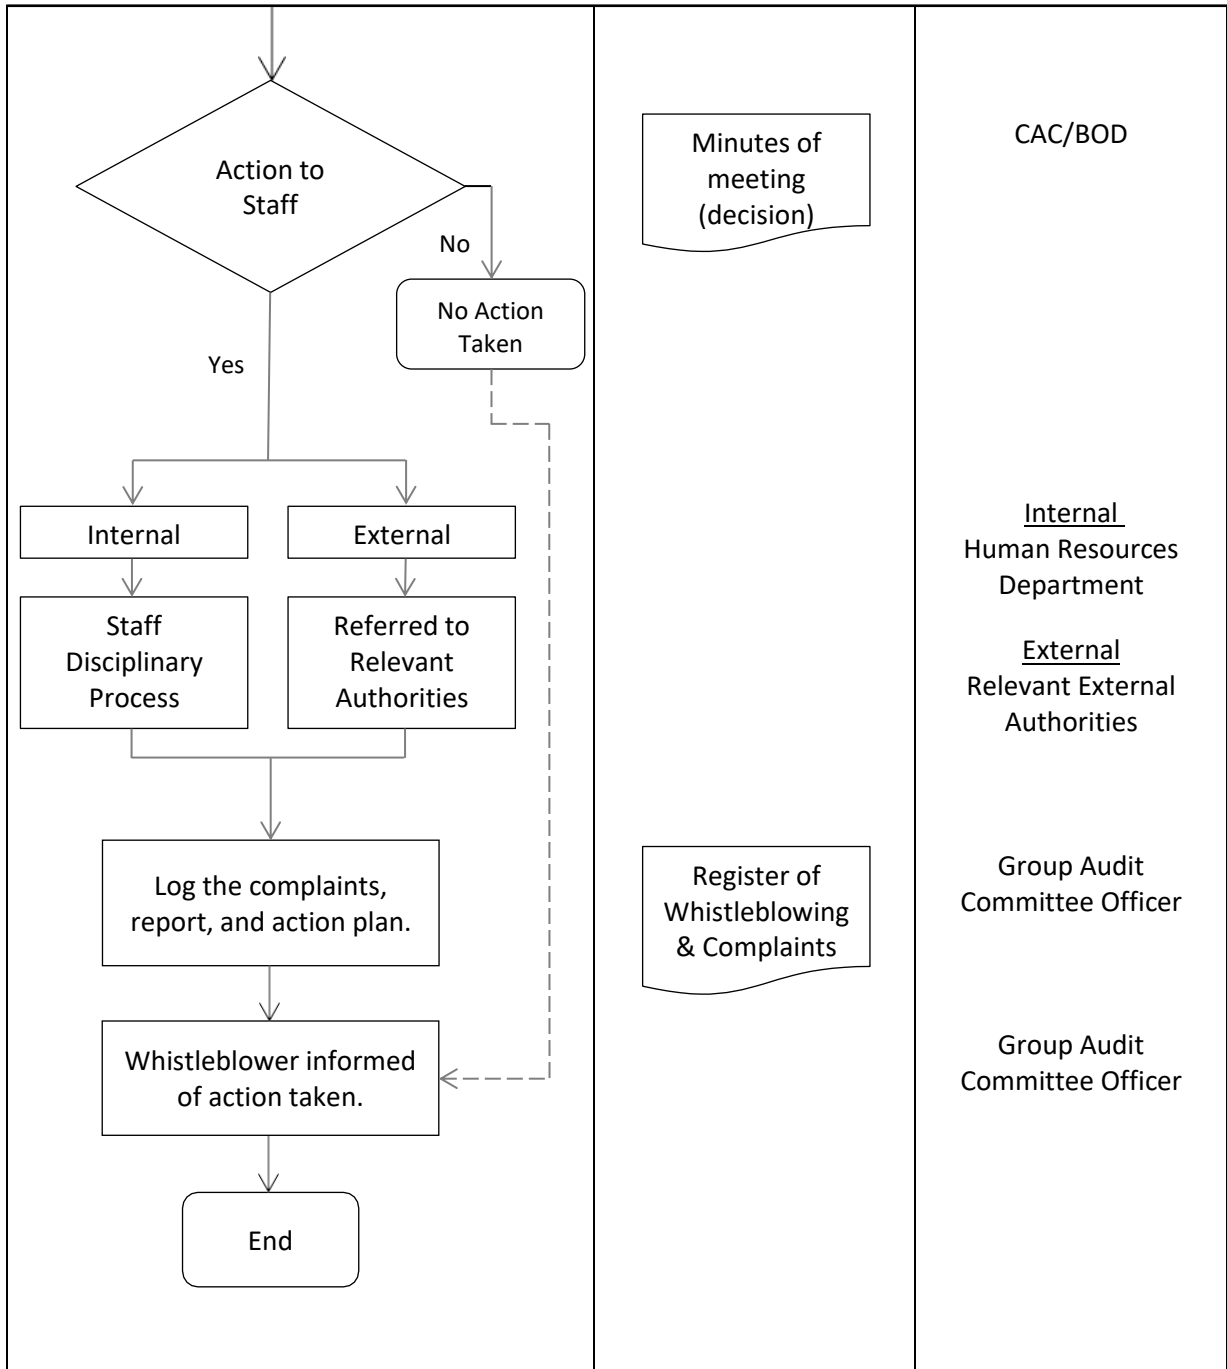 Action to
Staff
Minutes of
meeting
(decision)
CAC/BOD
No
No Action
Taken
Yes
Internal
External
Internal
Human Resources
Department
Staff
Disciplinary
Process
Referred to
Relevant
Authorities
External
Relevant External
Authorities
Log the complaints,
report, and action plan.
Register of
Whistleblowing
& Complaints
Group Audit
Committee Officer
Whistleblower informed
of action taken.
Group Audit
Committee Officer
End